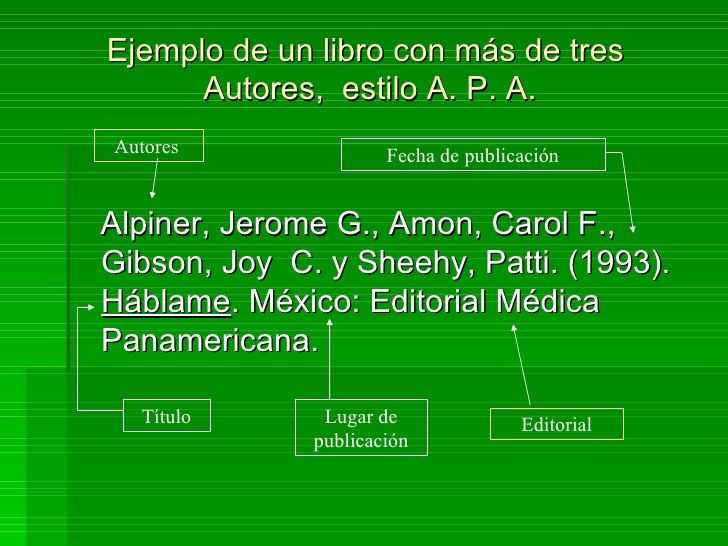 Ejemplo de un libro con más de tres
Autores,  estilo A. P. A.
Autores
Fecha de publicación
Alpiner, Jerome G., Amon, Carol F.,
Gibson, Joy  C. y Sheehy, Patti. (1993).
Háblame. México: Editorial Médica
Panamericana.
Título
Lugar de
publicación
Editorial